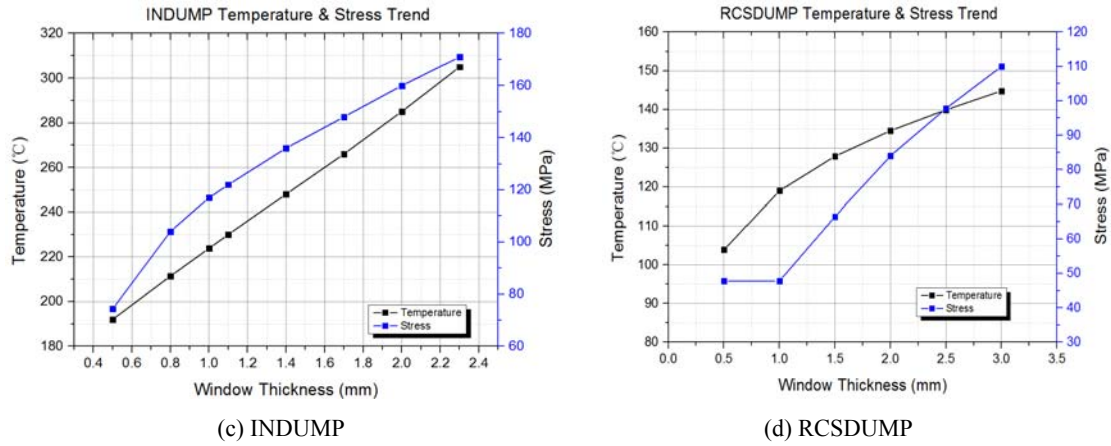 INDUMP Temperature & Stress Trend
320
300
280
260
240
220
200
180
Temperature (℃)
180
160
140
120
100
80
60
Stress (MPa)
Temperature
Stress
0.4 0.6 0.8 1.0 1.2 1.4 1.6 1.8 2.0 2.2 2.4
Window Thickness (mm)
(c) INDUMP
RCSDUMP Temperature & Stress Trend
160
150
140
130
120
110
100
90
80
Temperature (℃)
120
110
100
90
80
70
60
50
40
30
Stress (MPa)
Temperature
Stress
0.0 0.5 1.0 1.5 2.0 2.5 3.0 3.5
Window Thickness (mm)
(d) RCSDUMP